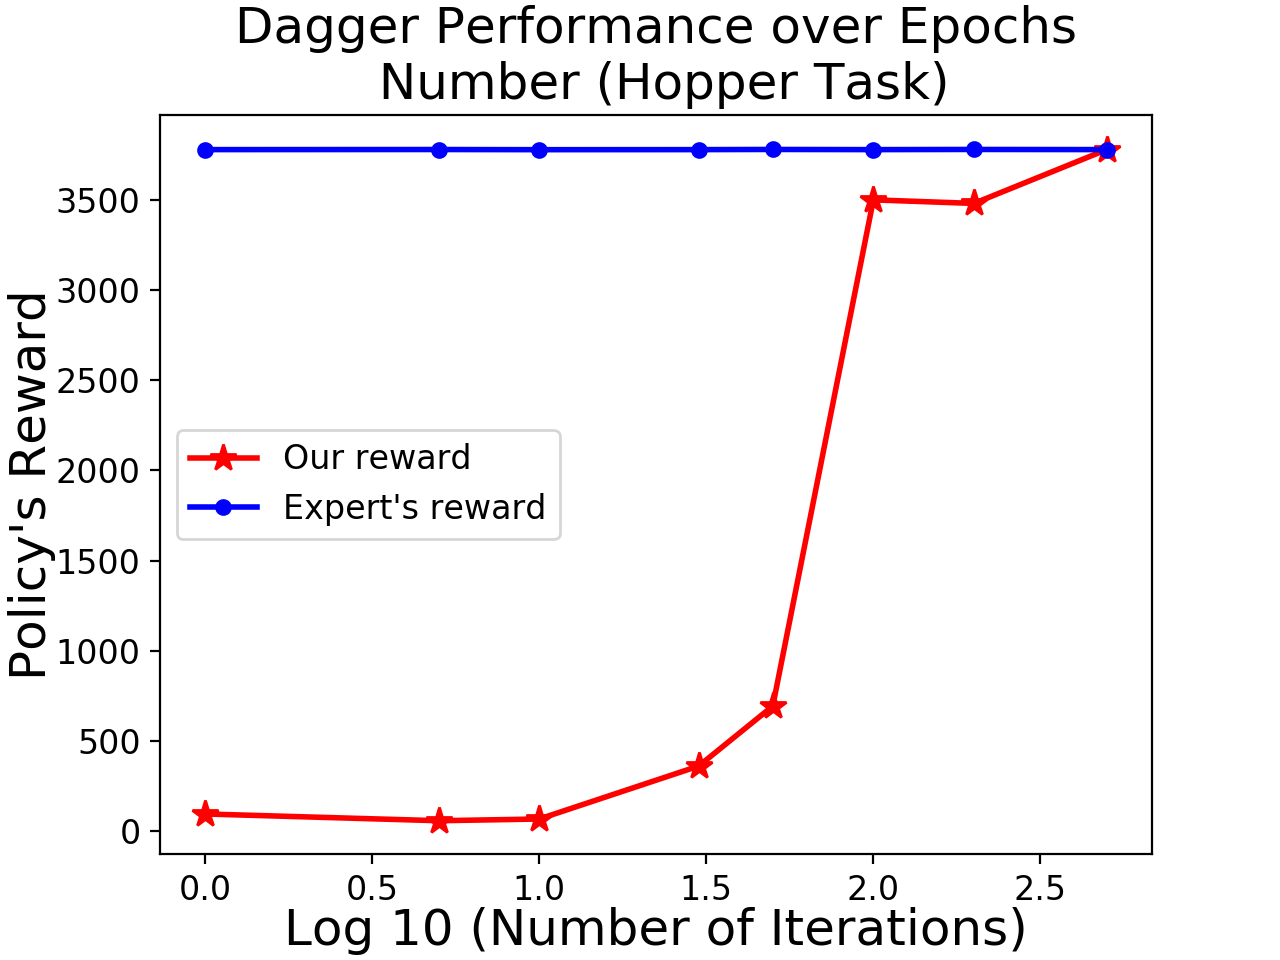 Dagger Performance over Epochs
Number (Hopper Task)
Policy's Reward
3500
3000
2500
2000
1500
1000
500
0
Our reward
Expert's reward
0.0 0.5 1.0 1.5 2.0 2.5
Log 10 (Number of Iterations)